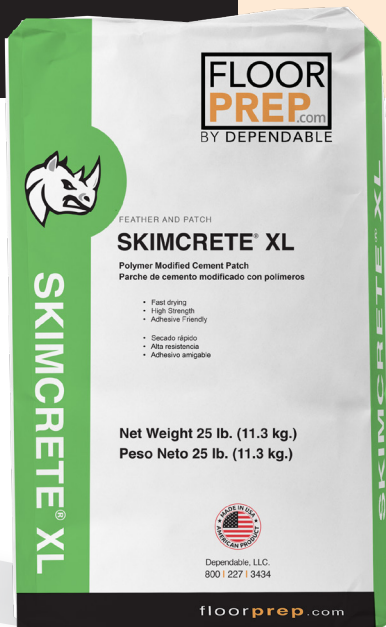 FLOOR
PREP.com
BY DEPENDABLE
FEATHER AND PATCH
SKIMCRETE® XL
Polymer Modified Cement Patch
Parche de cemento modificado con polimeros
• Fast drying
• High Strength
• Adhesive Friendly
• Secado rápido
• Alta resistencia
• Adhesivo amigable
Net Weight 25 lb. (11.3 kg.)
Peso Neto 25 lb. (11.3 kg.)
MADE IN USA
AMERICAN PRODUCT
Dependable, LLC.
800 | 227 | 3434
floorprep.com
SKIMCRETE® XL
SKIMCRETE® XL